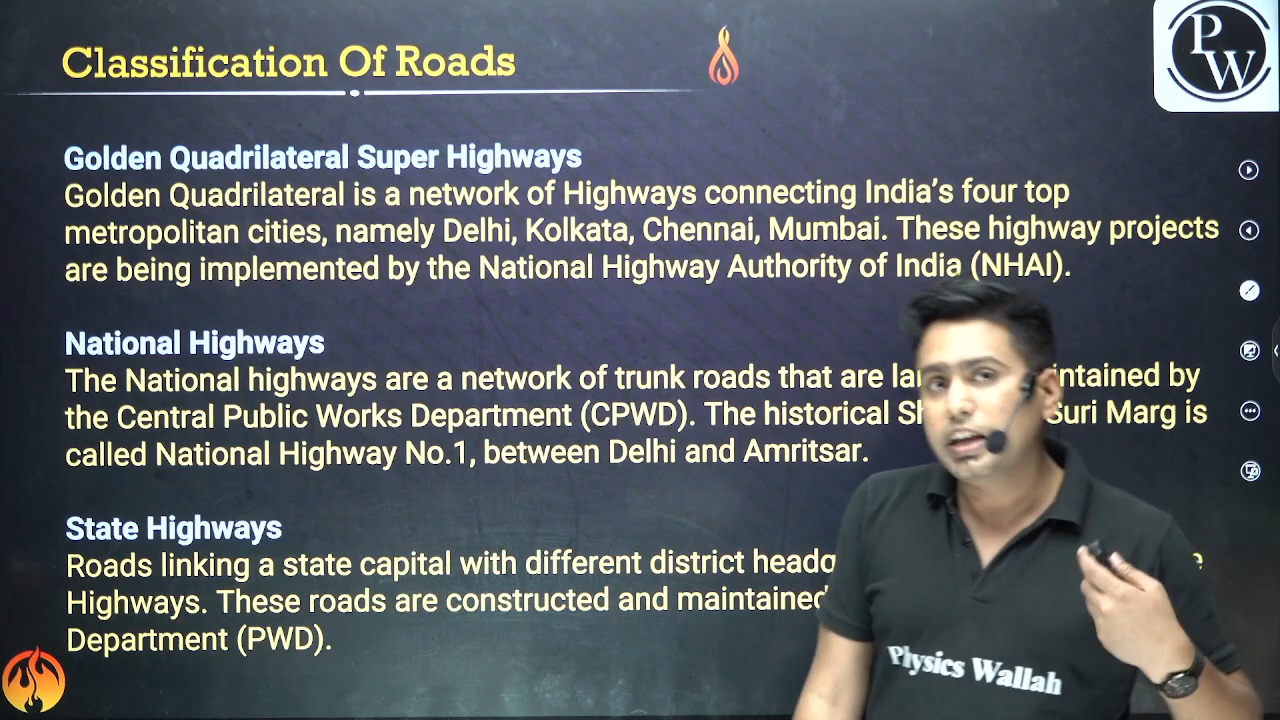 Classification Of Roads
PW
Golden Quadrilateral Super Highways
Golden Quadrilateral is a network of Highways connecting India’s four top
metropolitan cities, namely Delhi, Kolkata, Chennai, Mumbai. These highway projects
are being implemented by the National Highway Authority of India (NHAI).
National Highways
The National highways are a network of trunk roads that are maintained by
the Central Public Works Department (CPWD). The historical Suri Marg is
called National Highway No.1, between Delhi and Amritsar.
State Highways
Roads linking a state capital with different district
Highways. These roads are constructed and maintained
Department (PWD).
Physics Wallah